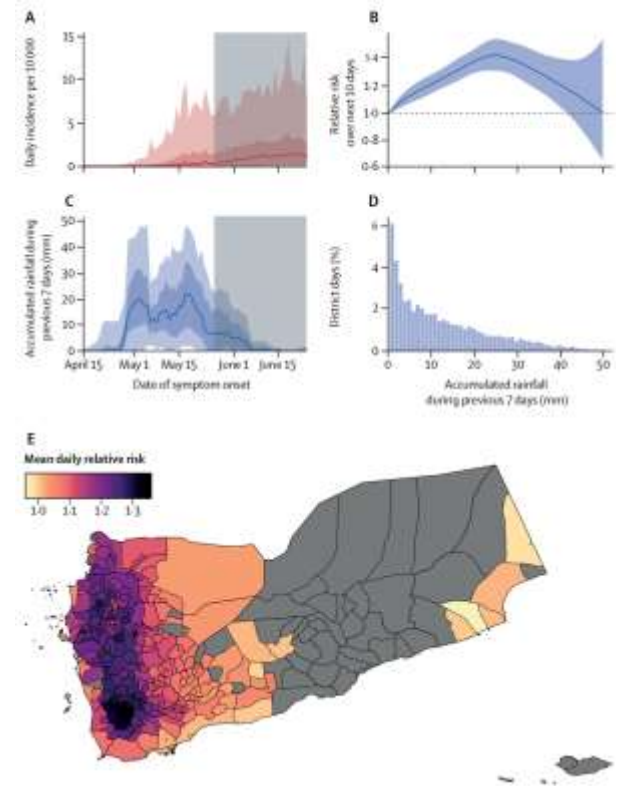 A
Daily incidence per 10 000
15
10
5
0
B
Relative risk
over next 10 days
1·4
1·2
1·0
0·8
0·6
C
Accumulated rainfall during
previous 7 days (mm)
50
40
30
20
10
0
April 15
May 1
May 15
June 1
June 15
Date of symptom onset
D
District days (%)
6
4
2
0
0
10
20
30
40
50
Accumulated rainfall
during previous 7 days (mm)
E
Mean daily relative risk
1·0
1·1
1·2
1·3